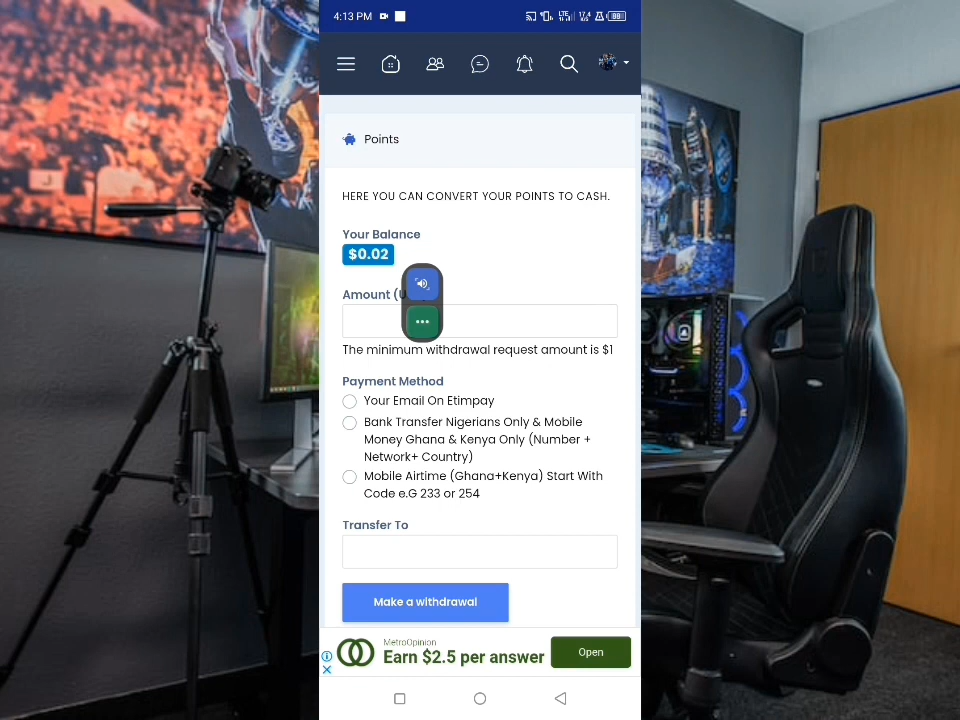 4:13 PM
Points
HERE YOU CAN CONVERT YOUR POINTS TO CASH.
Your Balance
$0.02
Amount (U
The minimum withdrawal request amount is $1
Payment Method
Your Email On Etimpay
Bank Transfer Nigerians Only & Mobile
Money Ghana & Kenya Only (Number +
Network+ Country)
Mobile Airtime (Ghana+Kenya) Start With
Code e.G 233 or 254
Transfer To
Make a withdrawal
MetroOpinion
Earn $2.5 per answer
Open